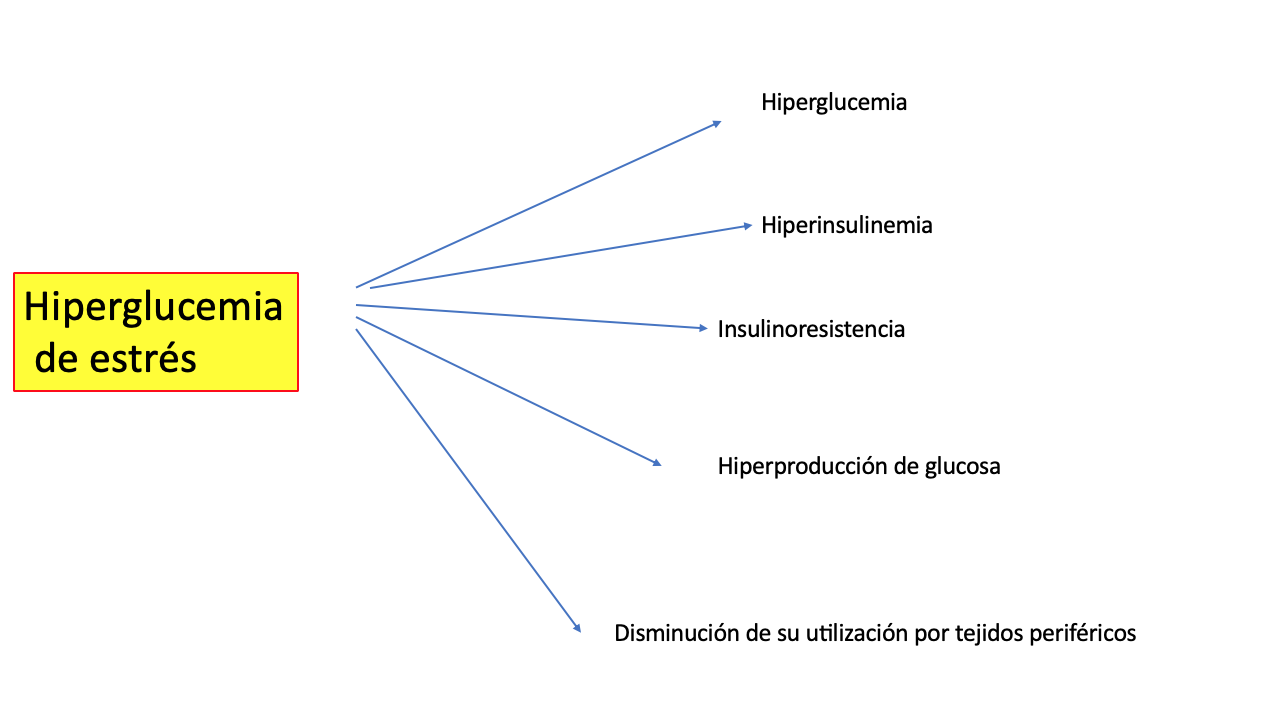 Hiperglucemia
de estrés
Hiperglucemia
Hiperinsulinemia
Insulinoresistencia
Hiperproducción de glucosa
Disminución de su utilización por tejidos periféricos